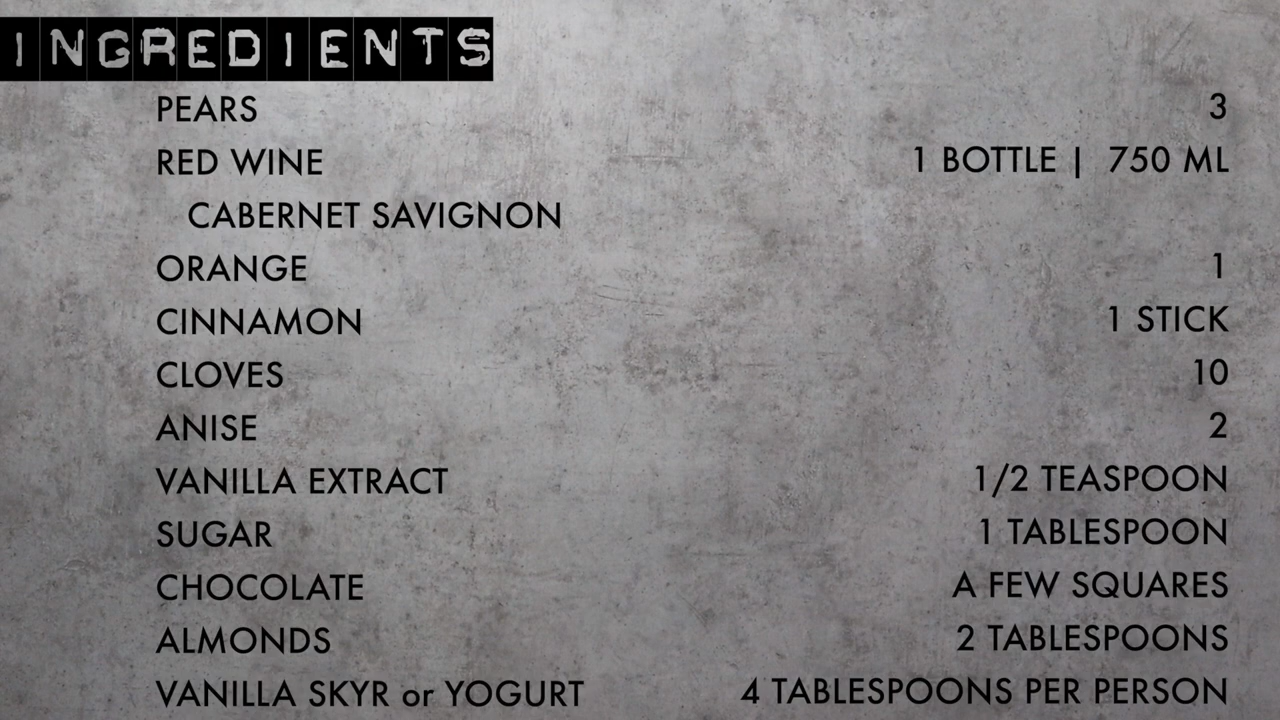 INGREDIENTS
PEARS 3
RED WINE 1 BOTTLE | 750 ML
CABERNET SAVIGNON
ORANGE 1
CINNAMON 1 STICK
CLOVES 10
ANISE 2
VANILLA EXTRACT 1/2 TEASPOON
SUGAR 1 TABLESPOON
CHOCOLATE A FEW SQUARES
ALMONDS 2 TABLESPOONS
VANILLA SKYR or YOGURT 4 TABLESPOONS PER PERSON